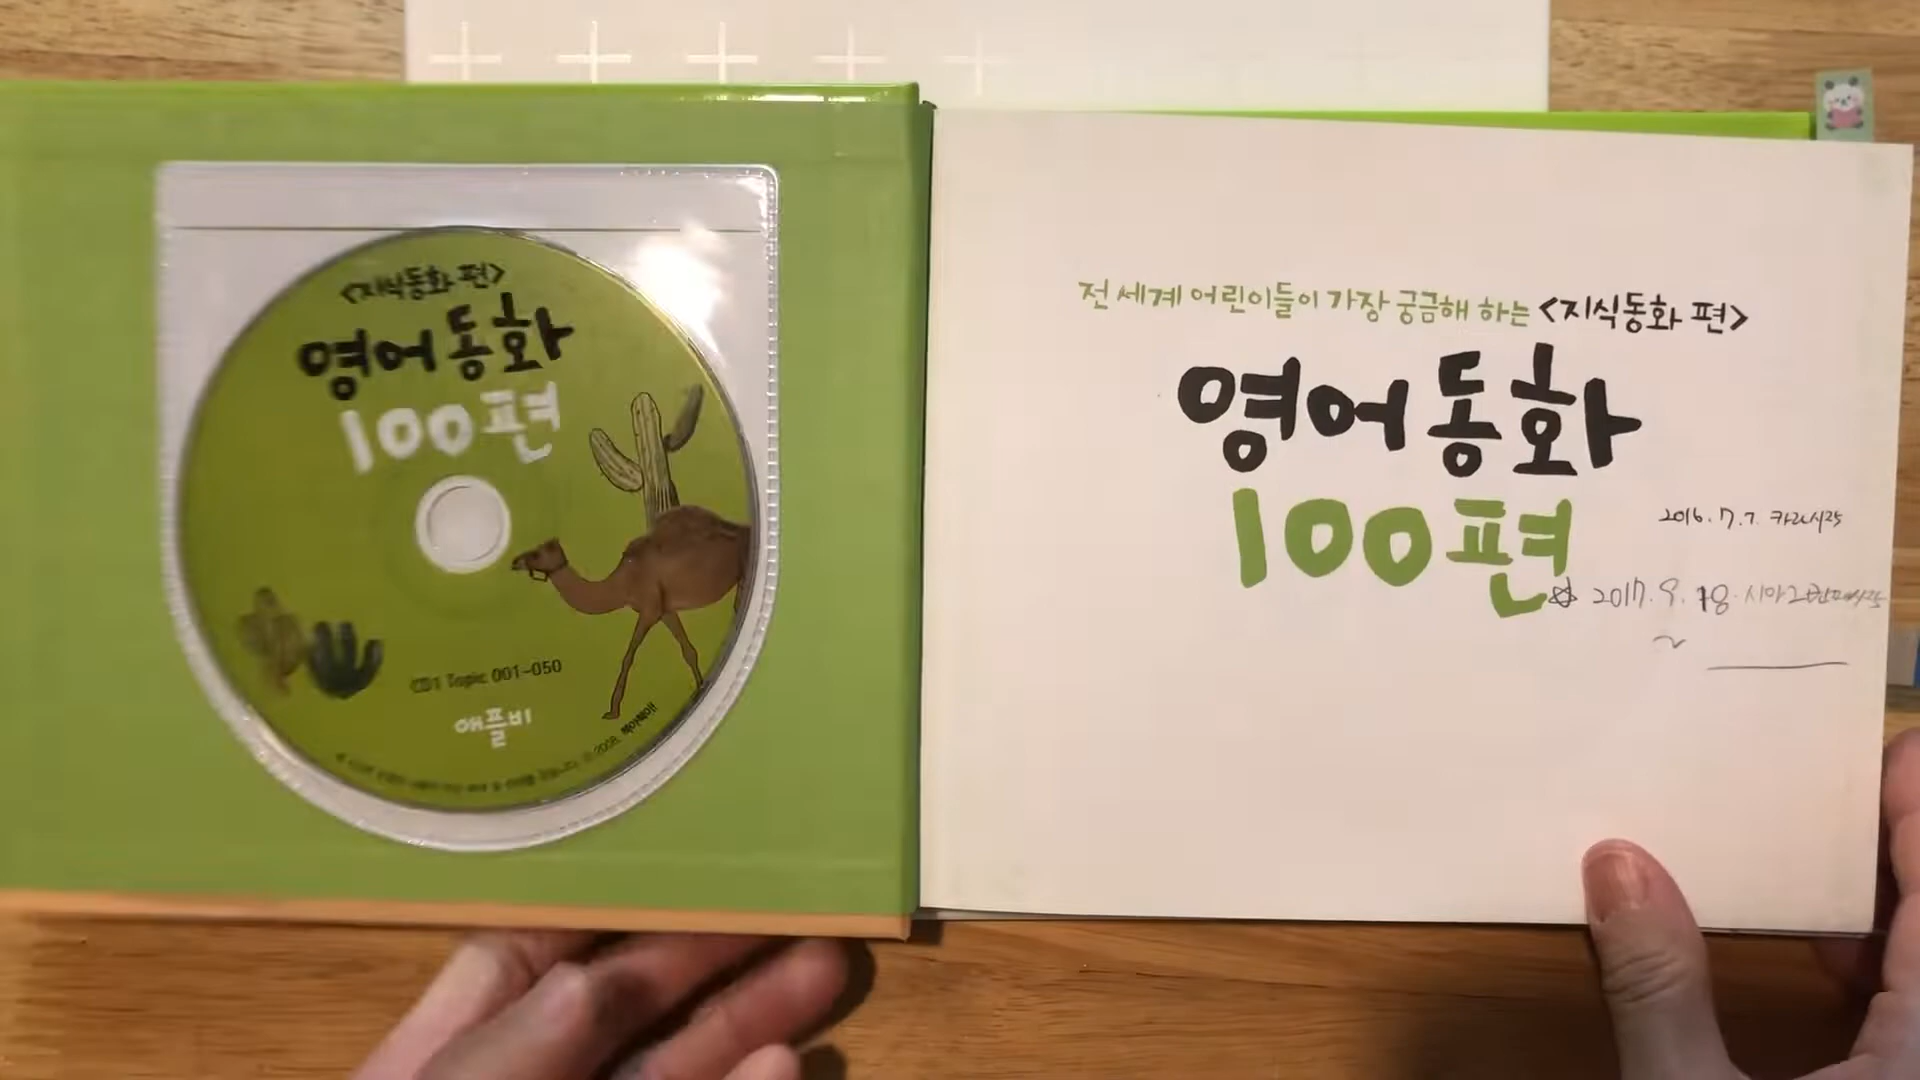 <지식동화 편>
영어동화
100편
CD1 Topic 001-050
애플비
전 세계 어린이들이 가장 궁금해 하는 <지식동화 편>
영어동화
100편
2016. 7. 7.
2017. 9. 18.